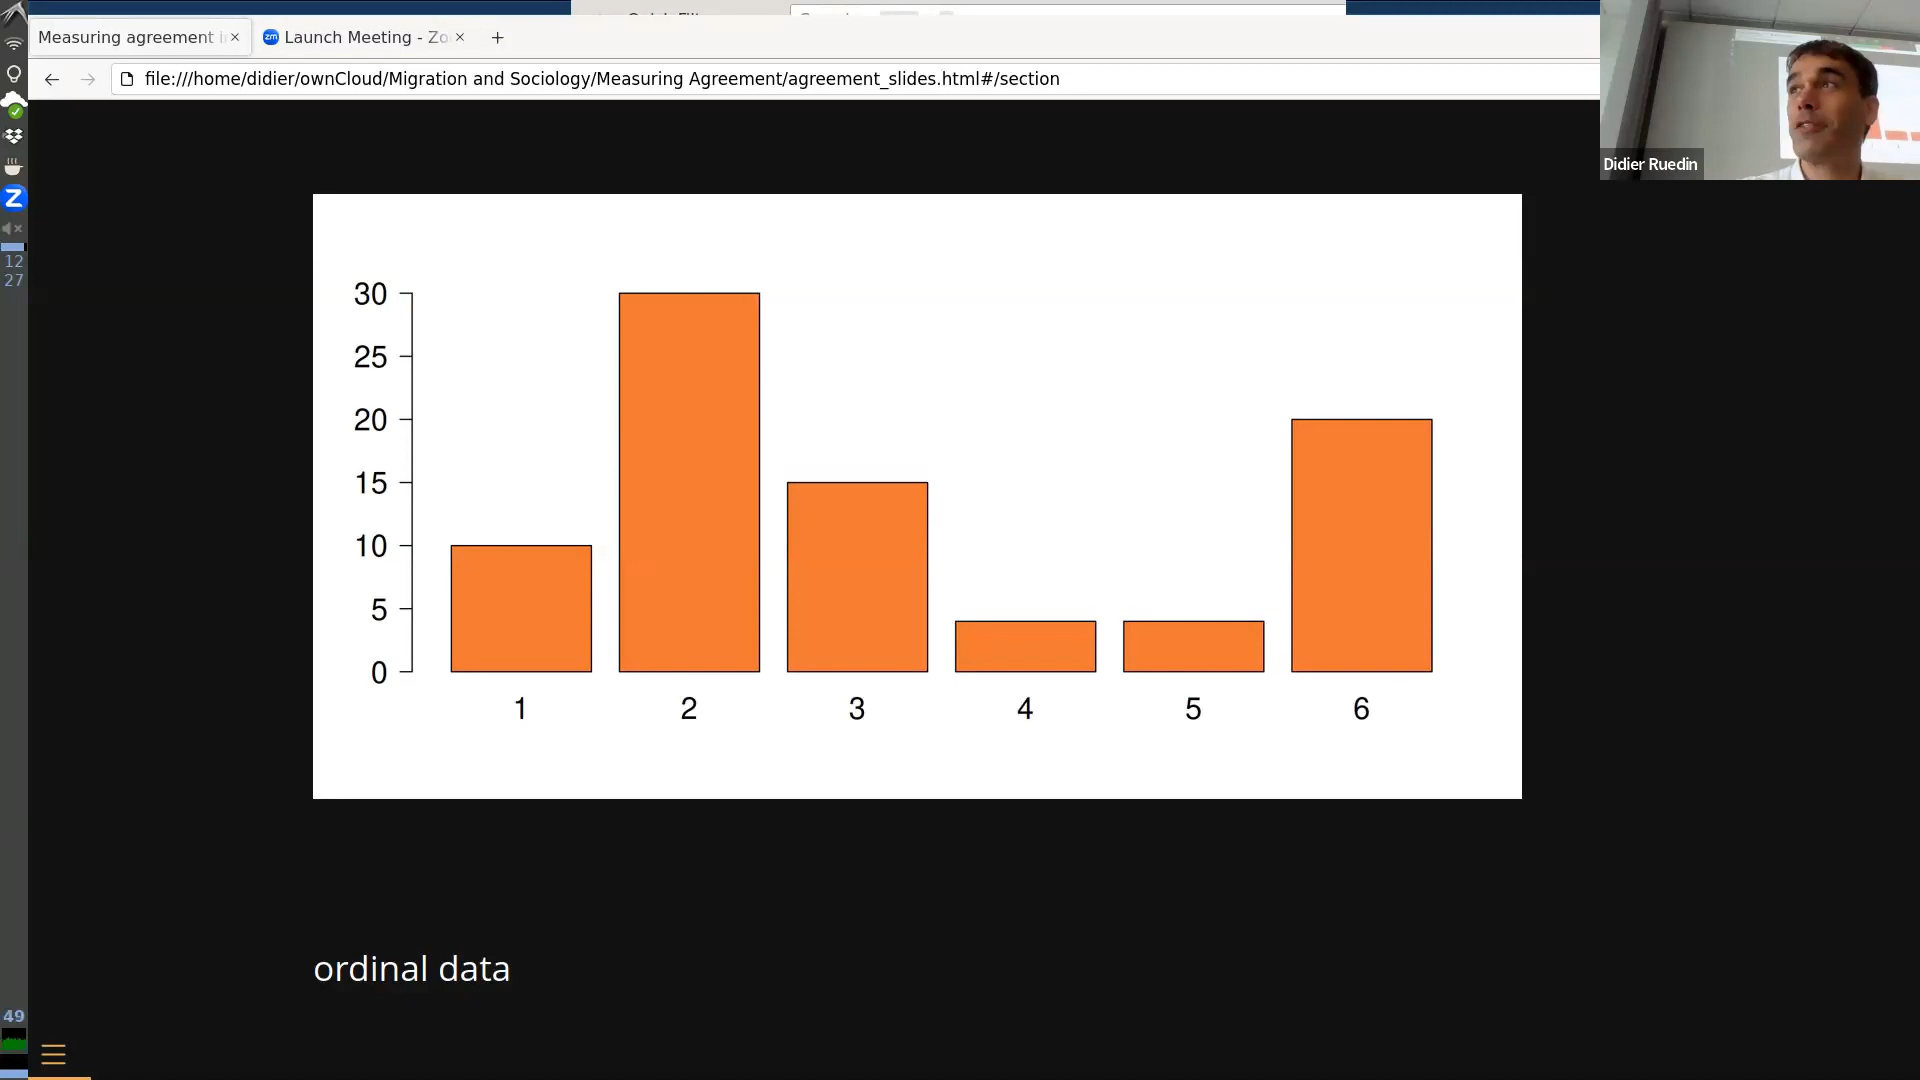 Measuring agreement i
Launch Meeting - Zo
file:///home/didier/ownCloud/Migration and Sociology/Measuring Agreement/agreement_slides.html#/section
Didier Ruedin
12
27
30
25
20
15
10
5
0
1 2 3 4 5 6
ordinal data
49